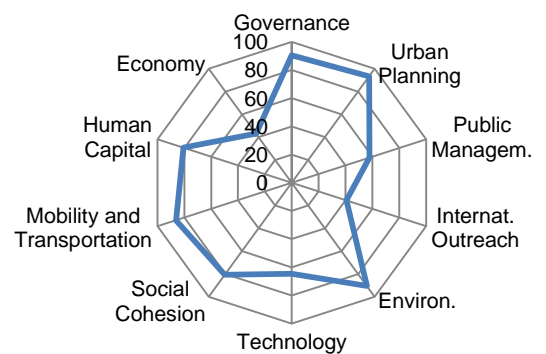 Governance
100
80
60
40
20
0
Urban
Planning
Public
Managem.
Internat.
Outreach
Environ.
Technology
Social
Cohesion
Mobility and
Transportation
Human
Capital
Economy